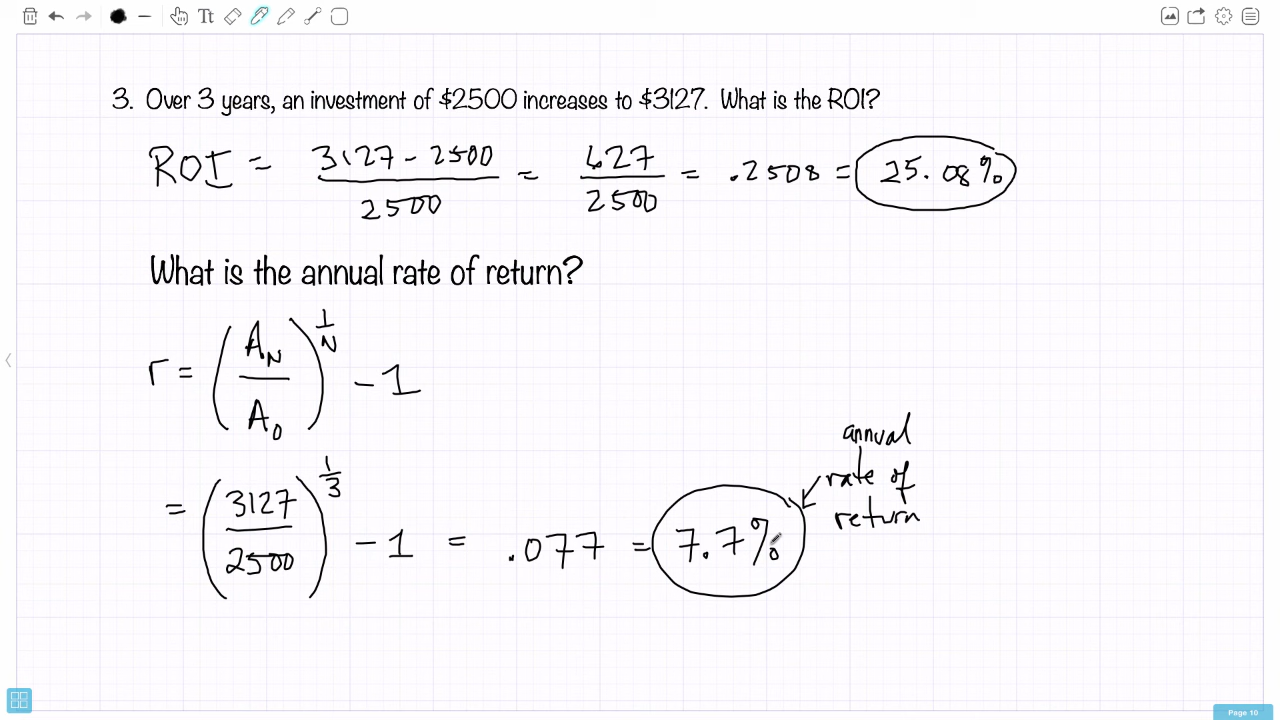 Tt
3. Over 3 years, an investment of $2500 increases to $3127. What is the ROI?
ROI = (3127 - 2500)/2500 = 627/2500 = .2508 = 25.08%
What is the annual rate of return?
r = (A_N/A_0)^(1/N) - 1
annual
rate of
return
= (3127/2500)^(1/3) - 1 = .077 = 7.7%
Page 10